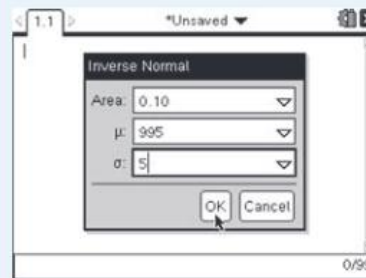 1.1 *Unsaved
Inverse Normal
Area: 0.10
μ: 995
σ: 5
OK Cancel